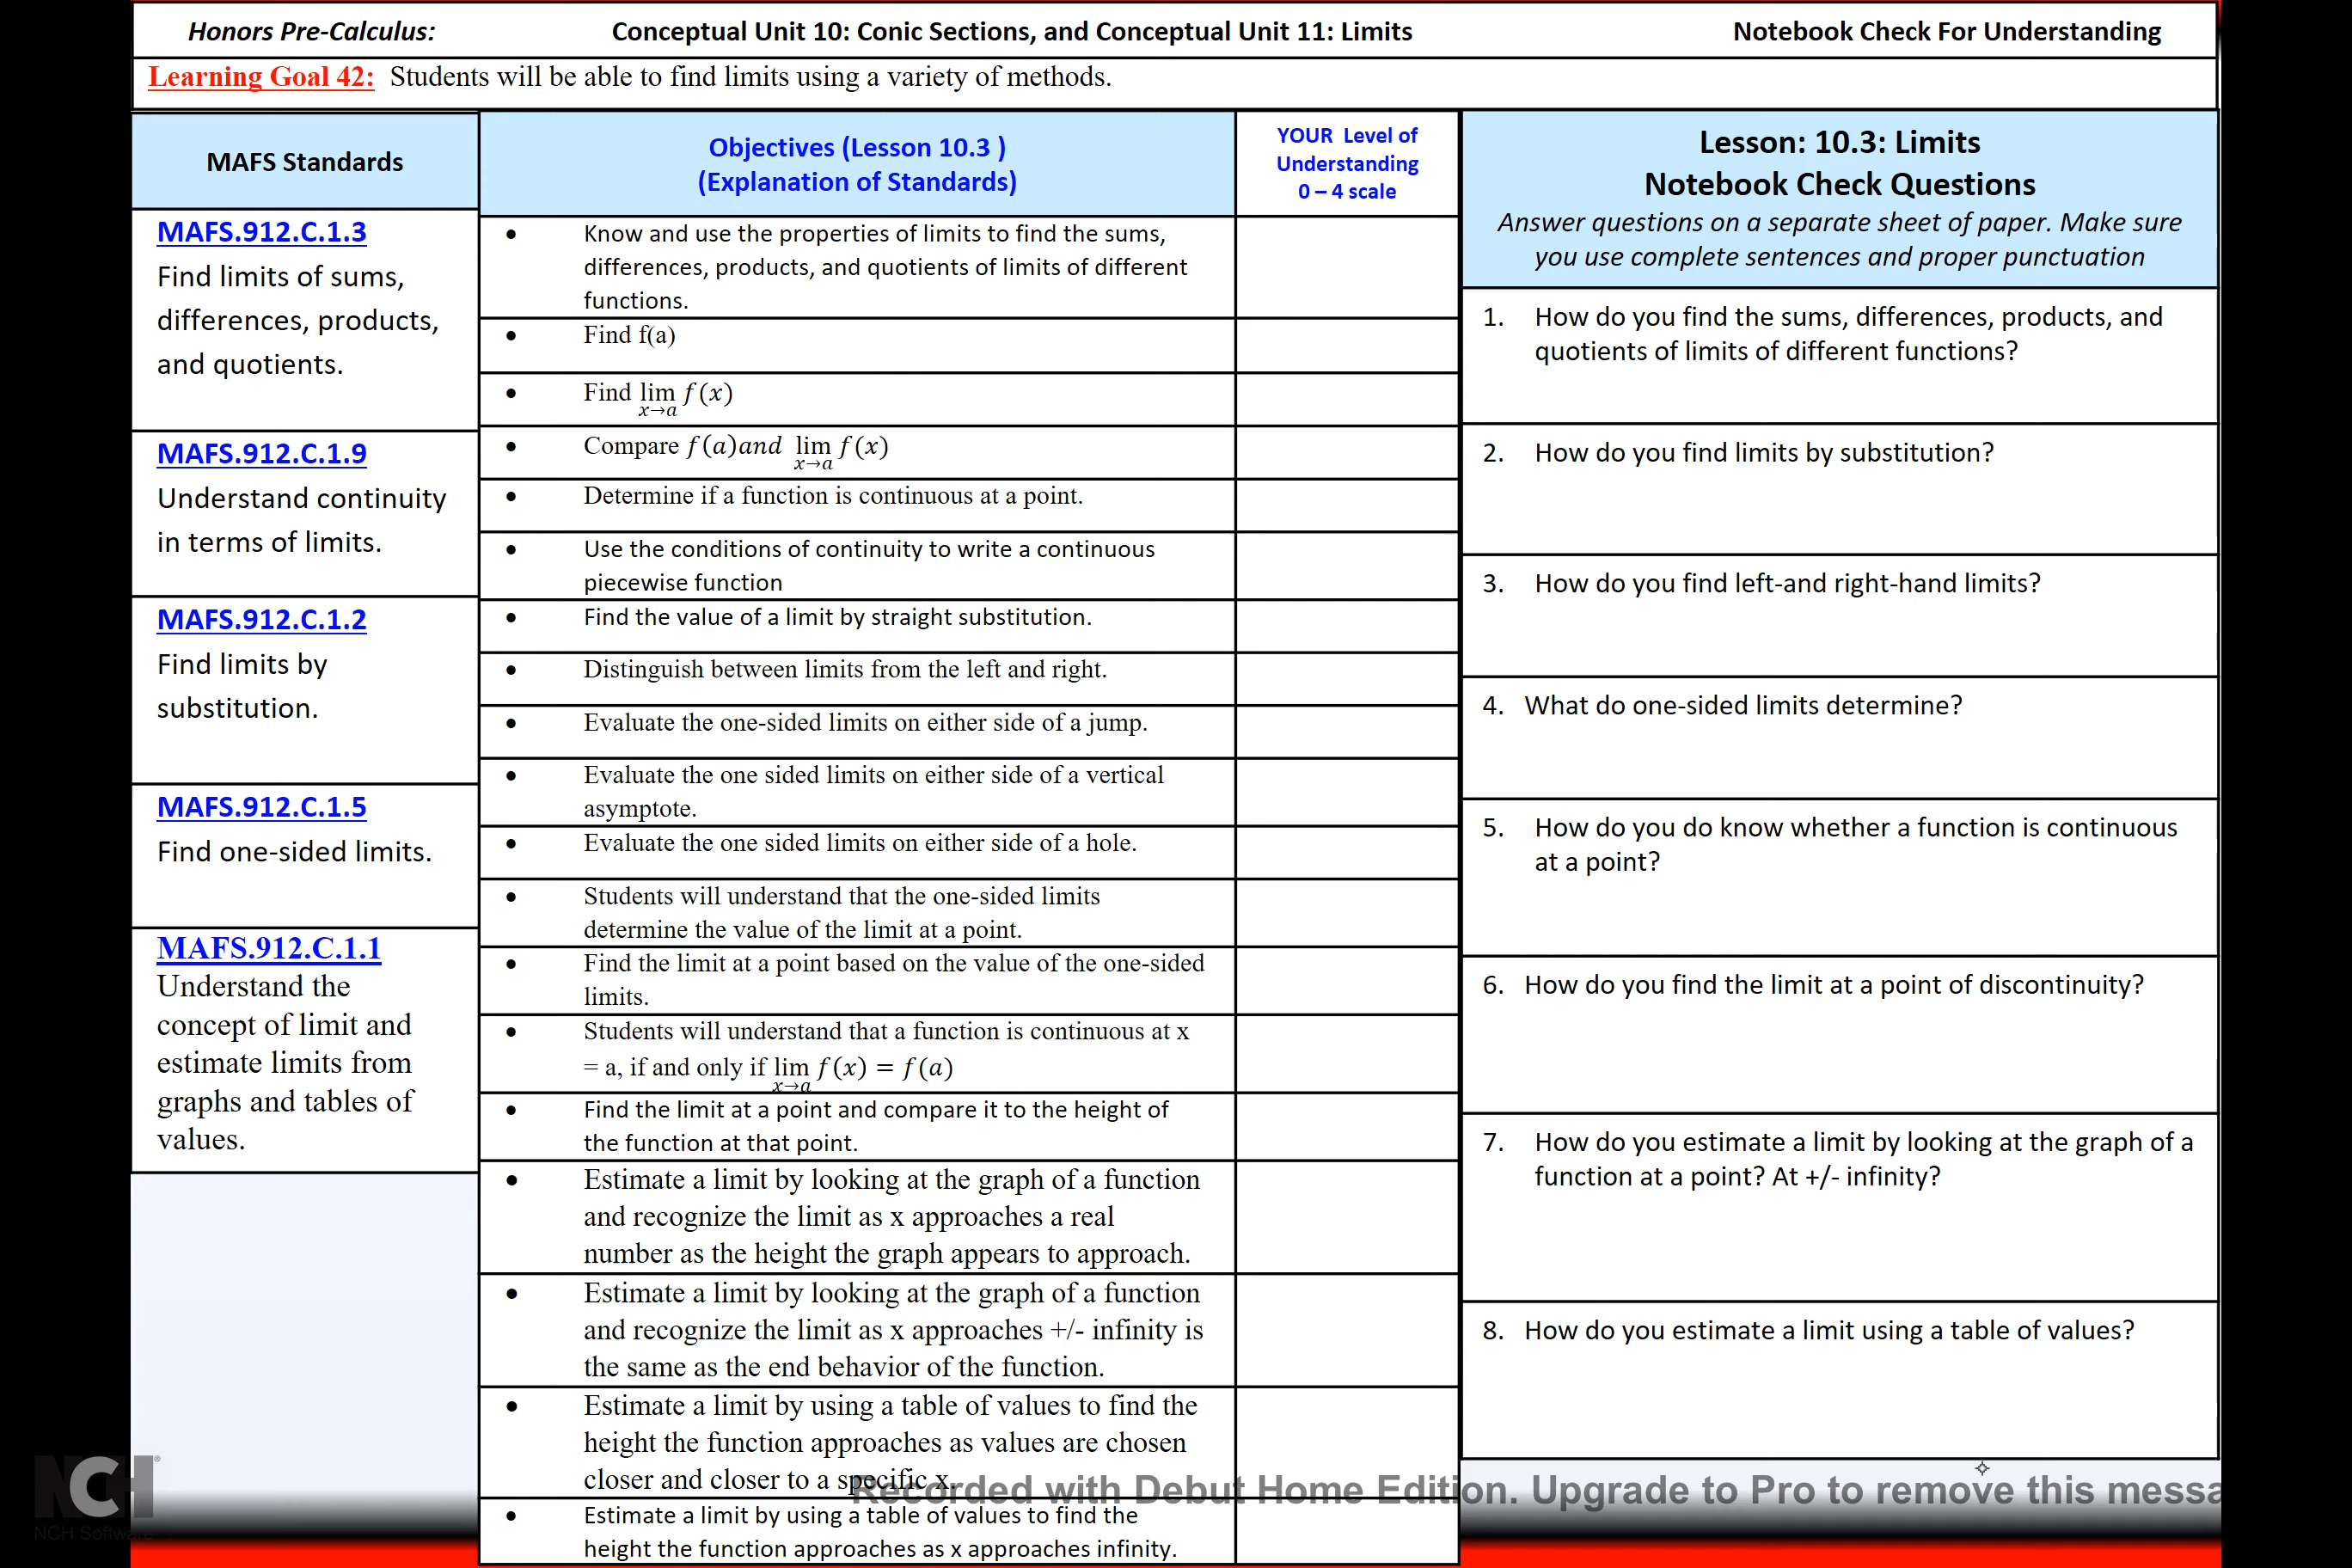 Honors Pre-Calculus: Conceptual Unit 10: Conic Sections, and Conceptual Unit 11: Limits Notebook Check For Understanding
Learning Goal 42: Students will be able to find limits using a variety of methods.
MAFS Standards
MAFS.912.C.1.3
Find limits of sums,
differences, products,
and quotients.
MAFS.912.C.1.9
Understand continuity
in terms of limits.
MAFS.912.C.1.2
Find limits by
substitution.
MAFS.912.C.1.5
Find one-sided limits.
MAFS.912.C.1.1
Understand the
concept of limit and
estimate limits from
graphs and tables of
values.
Objectives (Lesson 10.3 )
(Explanation of Standards)
YOUR Level of
Understanding
0 – 4 scale
• Know and use the properties of limits to find the sums,
differences, products, and quotients of limits of different
functions.
• Find f(a)
• Find lim f(x)
x→a
• Compare f(a)and lim f(x)
x→a
• Determine if a function is continuous at a point.
• Use the conditions of continuity to write a continuous
piecewise function
• Find the value of a limit by straight substitution.
• Distinguish between limits from the left and right.
• Evaluate the one-sided limits on either side of a jump.
• Evaluate the one sided limits on either side of a vertical
asymptote.
• Evaluate the one sided limits on either side of a hole.
• Students will understand that the one-sided limits
determine the value of the limit at a point.
• Find the limit at a point based on the value of the one-sided
limits.
• Students will understand that a function is continuous at x
= a, if and only if lim f(x) = f(a)
x→a
• Find the limit at a point and compare it to the height of
the function at that point.
• Estimate a limit by looking at the graph of a function
and recognize the limit as x approaches a real
number as the height the graph appears to approach.
• Estimate a limit by looking at the graph of a function
and recognize the limit as x approaches +/- infinity is
the same as the end behavior of the function.
• Estimate a limit by using a table of values to find the
height the function approaches as values are chosen
closer and closer to a specific x.
• Estimate a limit by using a table of values to find the
height the function approaches as x approaches infinity.
Lesson: 10.3: Limits
Notebook Check Questions
Answer questions on a separate sheet of paper. Make sure
you use complete sentences and proper punctuation
1. How do you find the sums, differences, products, and
quotients of limits of different functions?
2. How do you find limits by substitution?
3. How do you find left-and right-hand limits?
4. What do one-sided limits determine?
5. How do you do know whether a function is continuous
at a point?
6. How do you find the limit at a point of discontinuity?
7. How do you estimate a limit by looking at the graph of a
function at a point? At +/- infinity?
8. How do you estimate a limit using a table of values?
NCH®
NCH Software
Recorded with Debut Home Edition. Upgrade to Pro to remove this messa